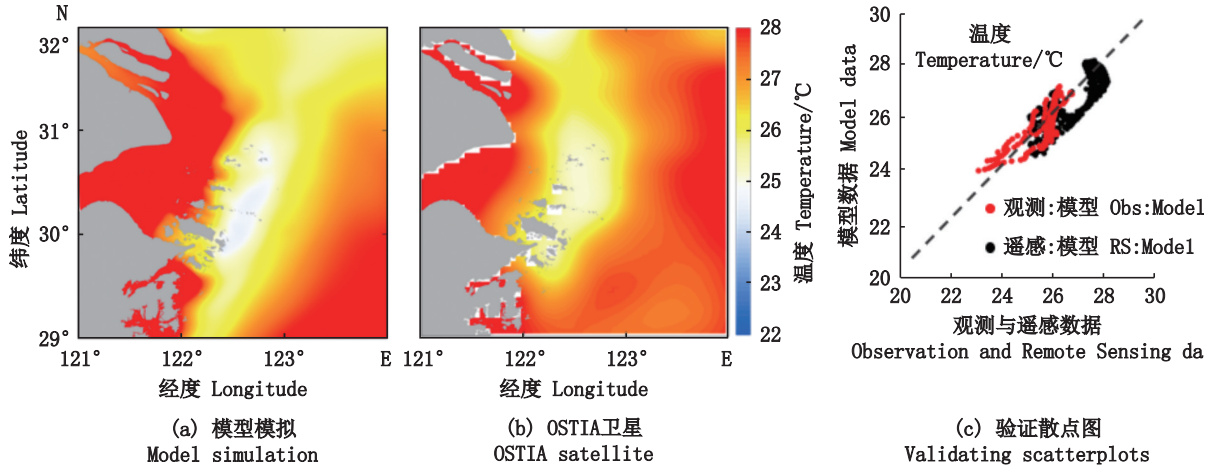 N
32°
31°
30°
29°
纬度 Latitude
121°
122°
123°
E
经度 Longitude
(a) 模型模拟
Model simulation
121°
122°
123°
E
经度 Longitude
(b) OSTIA卫星
OSTIA satellite
28
27
26
25
24
23
22
温度 Temperature/℃
30
28
26
24
22
20
模型数据 Model data
温度
Temperature/℃
观测:模型 Obs:Model
遥感:模型 RS:Model
20
22
24
26
28
30
观测与遥感数据
Observation and Remote Sensing da
(c) 验证散点图
Validating scatterplots